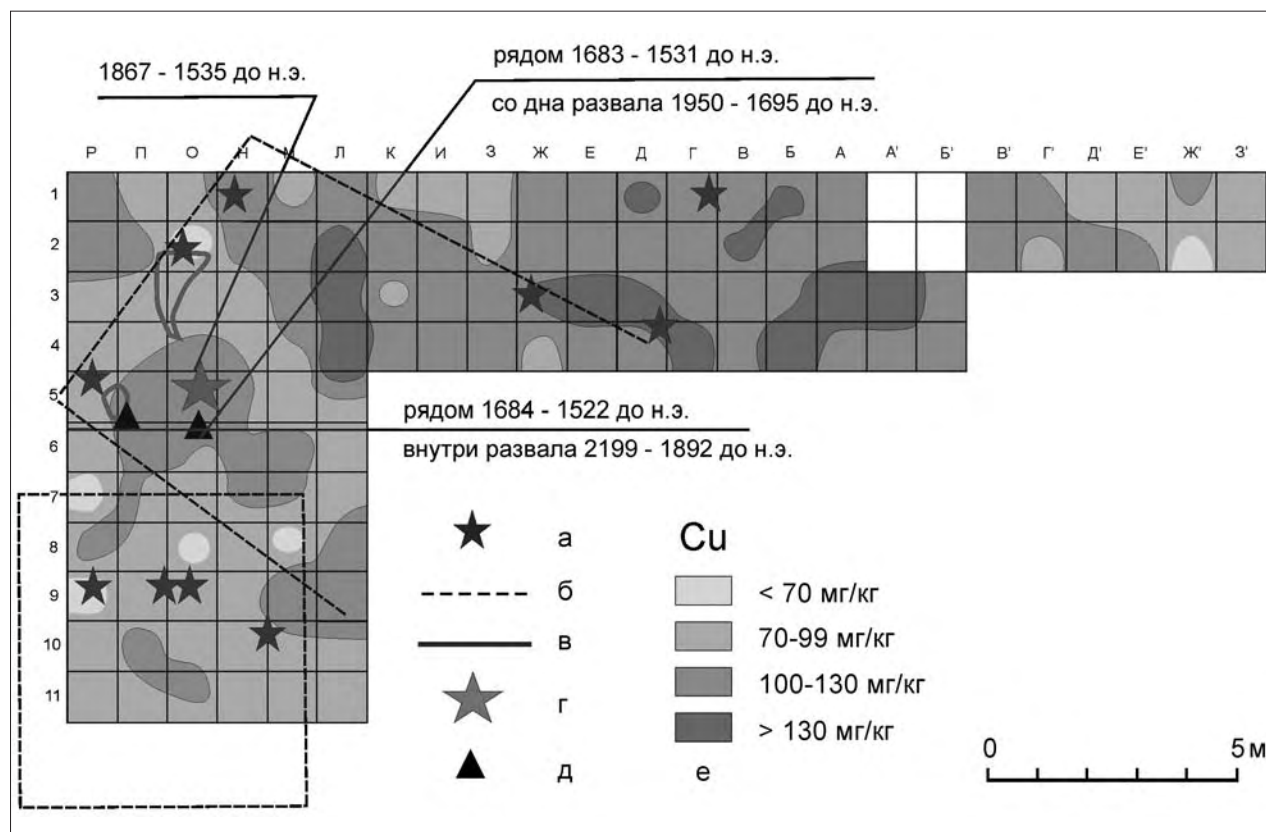 рядом 1683 - 1531 до н.э.
1867 - 1535 до н.э.
со дна развала 1950 - 1695 до н.э.
Р П О Н М Л К И З Ж Е Д Г В Б А А' Б' В' Г' Д' Е' Ж' З'
1
2
3
4
5
рядом 1684 - 1522 до н.э.
6
внутри развала 2199 - 1892 до н.э.
7
8
9
10
11
а
Cu
б
< 70 мг/кг
в
70-99 мг/кг
г
100-130 мг/кг
> 130 мг/кг
д
е
0 5 м